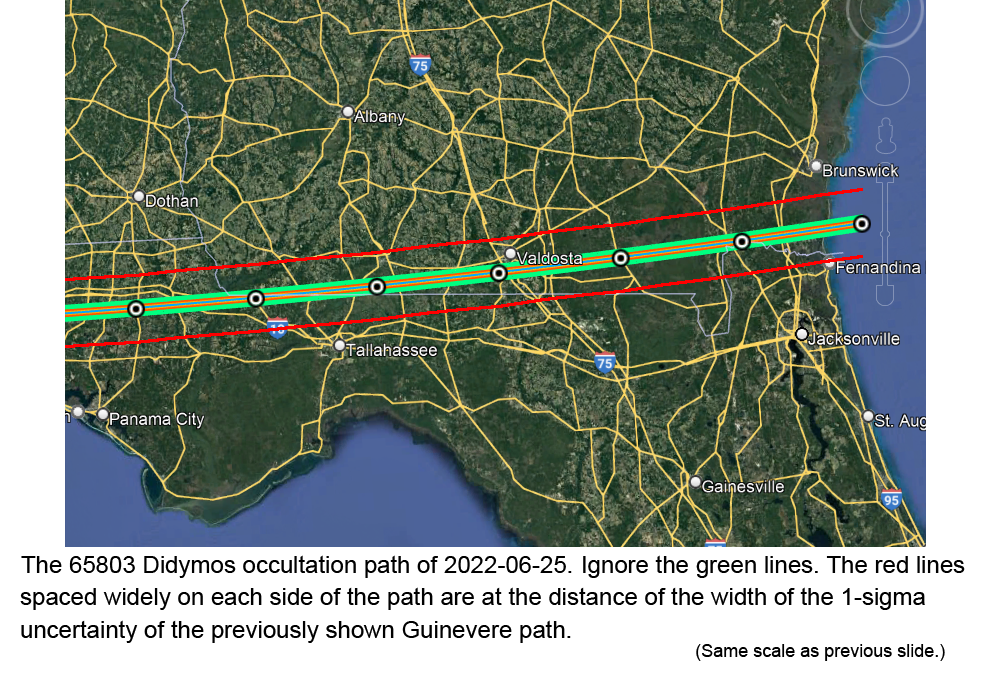 75
Albany
Brunswick
Dothan
Valdosta
Fernandina
Jacksonville
Tallahassee
75
n
Panama City
St. Aug
Gainesville
95
The 65803 Didymos occultation path of 2022-06-25. Ignore the green lines. The red lines
spaced widely on each side of the path are at the distance of the width of the 1-sigma
uncertainty of the previously shown Guinevere path.
(Same scale as previous slide.)